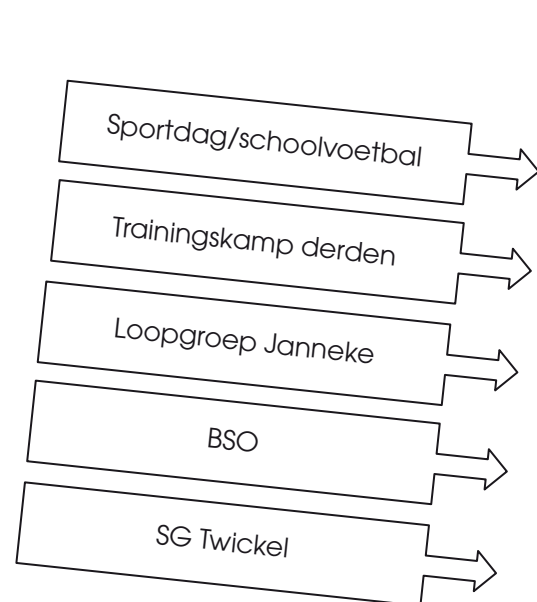 Sportdag/schoolvoetbal
Trainingskamp derden
Loopgroep Janneke
BSO
SG Twickel